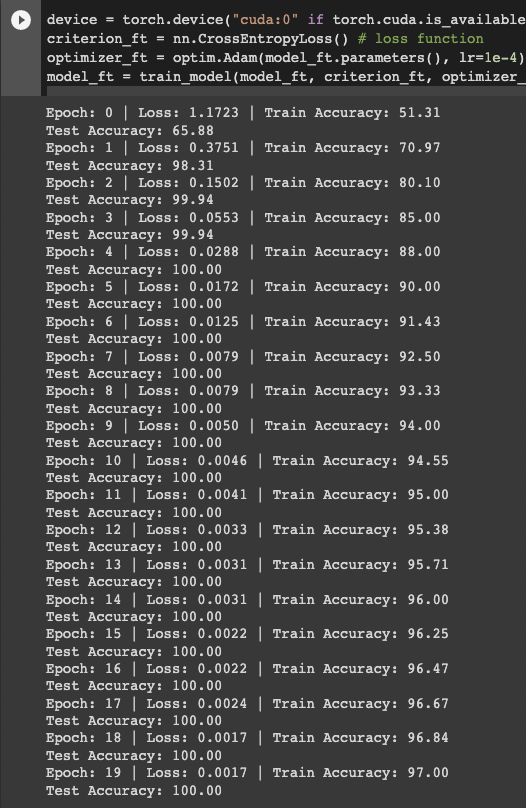 device = torch.device("cuda:0" if torch.cuda.is_available
criterion_ft = nn.CrossEntropyLoss() # loss function
optimizer_ft = optim.Adam(model_ft.parameters(), lr=1e-4)
model_ft = train_model(model_ft, criterion_ft, optimizer_
Epoch: 0 | Loss: 1.1723 | Train Accuracy: 51.31
Test Accuracy: 65.88
Epoch: 1 | Loss: 0.3751 | Train Accuracy: 70.97
Test Accuracy: 98.31
Epoch: 2 | Loss: 0.1502 | Train Accuracy: 80.10
Test Accuracy: 99.94
Epoch: 3 | Loss: 0.0553 | Train Accuracy: 85.00
Test Accuracy: 99.94
Epoch: 4 | Loss: 0.0288 | Train Accuracy: 88.00
Test Accuracy: 100.00
Epoch: 5 | Loss: 0.0172 | Train Accuracy: 90.00
Test Accuracy: 100.00
Epoch: 6 | Loss: 0.0125 | Train Accuracy: 91.43
Test Accuracy: 100.00
Epoch: 7 | Loss: 0.0079 | Train Accuracy: 92.50
Test Accuracy: 100.00
Epoch: 8 | Loss: 0.0079 | Train Accuracy: 93.33
Test Accuracy: 100.00
Epoch: 9 | Loss: 0.0050 | Train Accuracy: 94.00
Test Accuracy: 100.00
Epoch: 10 | Loss: 0.0046 | Train Accuracy: 94.55
Test Accuracy: 100.00
Epoch: 11 | Loss: 0.0041 | Train Accuracy: 95.00
Test Accuracy: 100.00
Epoch: 12 | Loss: 0.0033 | Train Accuracy: 95.38
Test Accuracy: 100.00
Epoch: 13 | Loss: 0.0031 | Train Accuracy: 95.71
Test Accuracy: 100.00
Epoch: 14 | Loss: 0.0031 | Train Accuracy: 96.00
Test Accuracy: 100.00
Epoch: 15 | Loss: 0.0022 | Train Accuracy: 96.25
Test Accuracy: 100.00
Epoch: 16 | Loss: 0.0022 | Train Accuracy: 96.47
Test Accuracy: 100.00
Epoch: 17 | Loss: 0.0024 | Train Accuracy: 96.67
Test Accuracy: 100.00
Epoch: 18 | Loss: 0.0017 | Train Accuracy: 96.84
Test Accuracy: 100.00
Epoch: 19 | Loss: 0.0017 | Train Accuracy: 97.00
Test Accuracy: 100.00